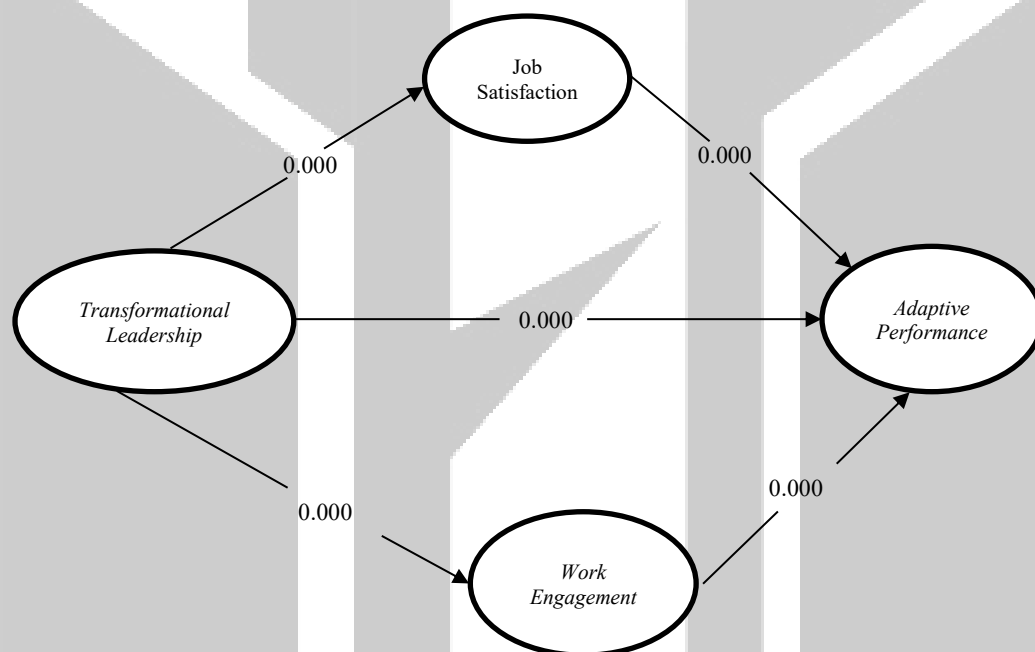 Job
Satisfaction
0.000
0.000
Transformational
Leadership
0.000
Adaptive
Performance
0.000
0.000
Work
Engagement